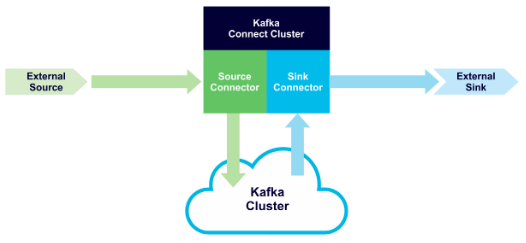 Kafka
Connect Cluster
External
Source
Source
Connector
Sink
Connector
External
Sink
Kafka
Cluster